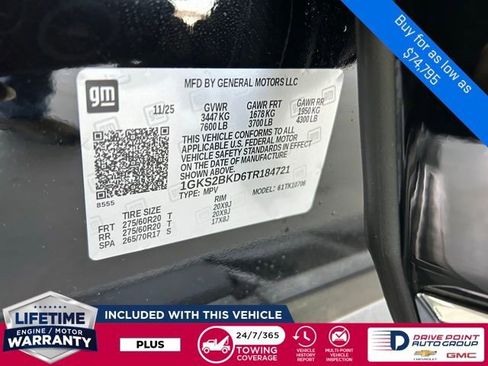 Buy for as low as
$74,795
gm
MFD BY GENERAL MOTORS LLC
11/25 GVWR GAWR FRT GAWR RR
3447 KG 1678 KG 1950 KG
7600 LB 3700 LB 4300 LB
THIS VEHICLE CONFORMS TO ALL
APPLICABLE U.S. FEDERAL MOTOR
VEHICLE SAFETY STANDARDS IN EFFECT
ON THE DATE OF MANUFACTURE
SHOWN ABOVE.
1GKS2BKD6TR184721
TYPE: MPV MODEL: 61TK10706
8555
TIRE SIZE RIM
FRT 275/60R20 T 20X9J
RR 275/60R20 T 20X9J
SPA 265/70R17 S 17X8J
LIFETIME
ENGINE / MOTOR
WARRANTY
INCLUDED WITH THIS VEHICLE
PLUS
24/7/365
TOWING
COVERAGE
VEHICLE
HISTORY
REPORT
MULTI-POINT
VEHICLE
INSPECTION
DRIVE POINT
AUTO GROUP
CHEVROLET GMC